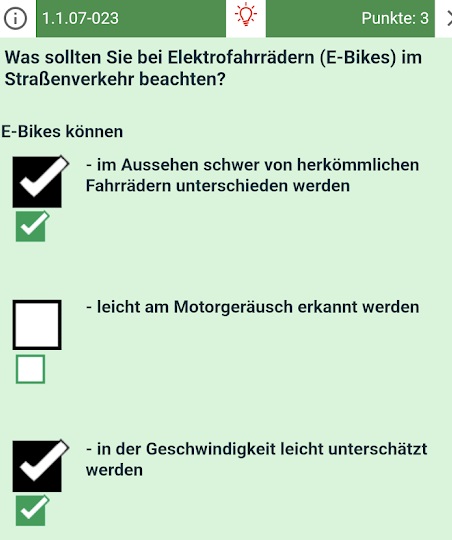 1.1.07-023
Punkte: 3
Was sollten Sie bei Elektrofahrrädern (E-Bikes) im
Straßenverkehr beachten?
E-Bikes können
- im Aussehen schwer von herkömmlichen
Fahrrädern unterschieden werden
- leicht am Motorgeräusch erkannt werden
- in der Geschwindigkeit leicht unterschätzt
werden